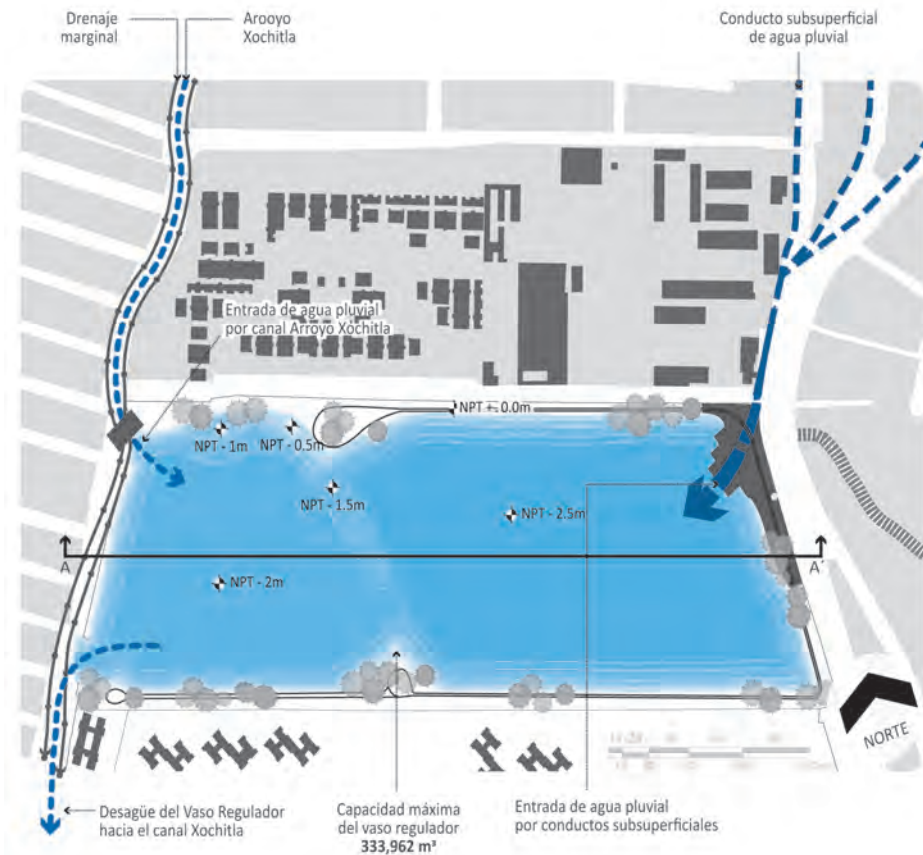 Drenaje
marginal
Arooyo
Xochitla
Conducto subsuperficial
de agua pluvial
Entrada de agua pluvial
por canal Arroyo Xochitla
NPT +- 0.0m
NPT - 1m
NPT - 0.5m
NPT - 1.5m
NPT - 2.5m
A
A'
NPT - 2m
NORTE
Desagüe del Vaso Regulador
hacia el canal Xochitla
Capacidad máxima
del vaso regulador
333,962 m³
Entrada de agua pluvial
por conductos subsuperficiales